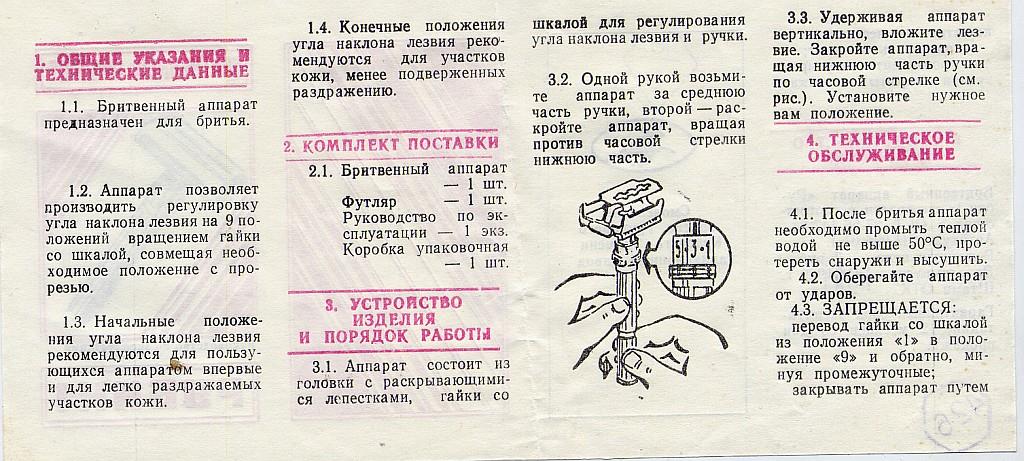 1. ОБЩИЕ УКАЗАНИЯ И
ТЕХНИЧЕСКИЕ ДАННЫЕ
1.1. Бритвенный аппарат
предназначен для бритья.
1.2. Аппарат позволяет
производить регулировку
угла наклона лезвия на 9 по-
ложений вращением гайки
со шкалой, совмещая необ-
ходимое положение с про-
резью.
1.3. Начальные положе-
ния угла наклона лезвия
рекомендуются для пользу-
ющихся аппаратом впервые
и для легко раздражаемых
участков кожи.
1.4. Конечные положения
угла наклона лезвия реко-
мендуются для участков
кожи, менее подверженных
раздражению.
2. КОМПЛЕКТ ПОСТАВКИ
2.1. Бритвенный аппарат
— 1 шт.
Футляр — 1 шт.
Руководство по эк-
сплуатации — 1 экз.
Коробка упаковочная
— 1 шт.
3. УСТРОЙСТВО
ИЗДЕЛИЯ
И ПОРЯДОК РАБОТЫ
3.1. Аппарат состоит из
головки с раскрывающими-
ся лепестками, гайки со
шкалой для регулирования
угла наклона лезвия и ручки.
3.2. Одной рукой возьми-
те аппарат за среднюю
часть ручки, второй — рас-
кройте аппарат, вращая
против часовой стрелки
нижнюю часть.
5 · 3 · 1
3.3. Удерживая аппарат
вертикально, вложите лез-
вие. Закройте аппарат, вра-
щая нижнюю часть ручки
по часовой стрелке (см.
рис.). Установите нужное
вам положение.
4. ТЕХНИЧЕСКОЕ
ОБСЛУЖИВАНИЕ
4.1. После бритья аппарат
необходимо промыть теплой
водой не выше 50°С, про-
тереть снаружи и высушить.
4.2. Оберегайте аппарат
от ударов.
4.3. ЗАПРЕЩАЕТСЯ:
перевод гайки со шкалой
из положения «1» в поло-
жение «9» и обратно, ми-
нуя промежуточные;
закрывать аппарат путем